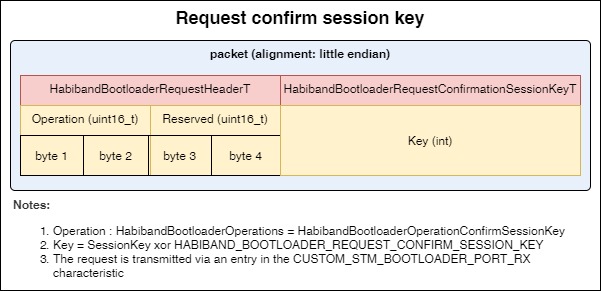 Request confirm session key
packet (alignment: little endian)
HabibandBootloaderRequestHeaderT
HabibandBootloaderRequestConfirmationSessionKeyT
Operation (uint16_t)
Reserved (uint16_t)
Key (int)
byte 1
byte 2
byte 3
byte 4
Notes:
1. Operation : HabibandBootloaderOperations = HabibandBootloaderOperationConfirmSessionKey
2. Key = SessionKey xor HABIBAND_BOOTLOADER_REQUEST_CONFIRM_SESSION_KEY
3. The request is transmitted via an entry in the CUSTOM_STM_BOOTLOADER_PORT_RX
characteristic